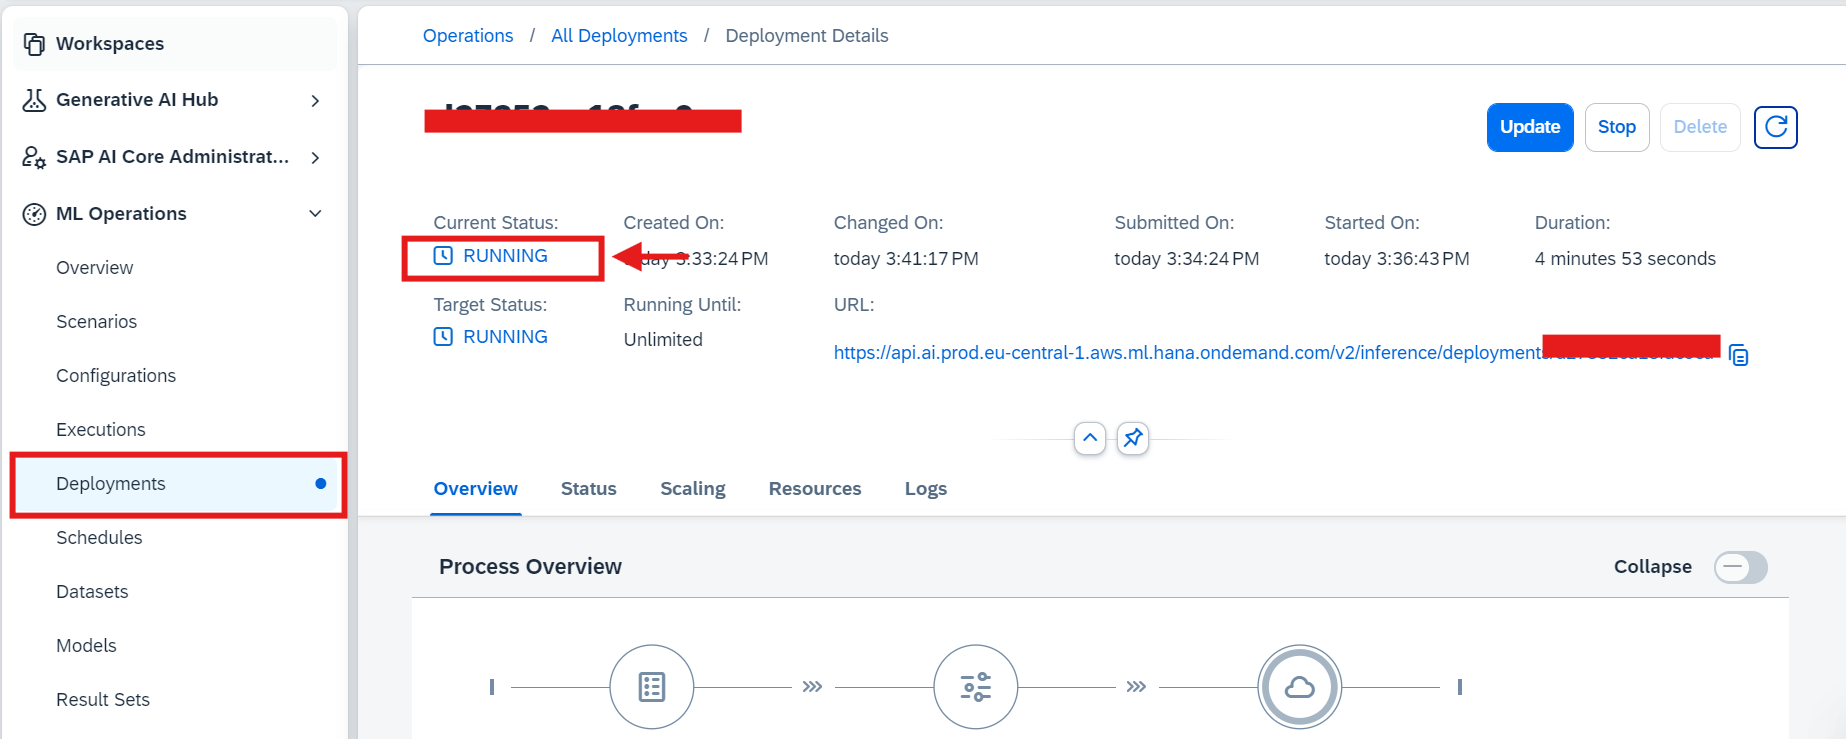 Workspaces
Generative AI Hub
SAP AI Core Administrat...
ML Operations
Overview
Scenarios
Configurations
Executions
Deployments
Schedules
Datasets
Models
Result Sets
Operations / All Deployments / Deployment Details
Update Stop Delete
Current Status: Created On: Changed On: Submitted On: Started On: Duration:
RUNNING 3:33:24 PM today 3:41:17 PM today 3:34:24 PM today 3:36:43 PM 4 minutes 53 seconds
Target Status: Running Until: URL:
RUNNING Unlimited
https://api.ai.prod.eu-central-1.aws.ml.hana.ondemand.com/v2/inference/deployment
Overview Status Scaling Resources Logs
Process Overview
Collapse